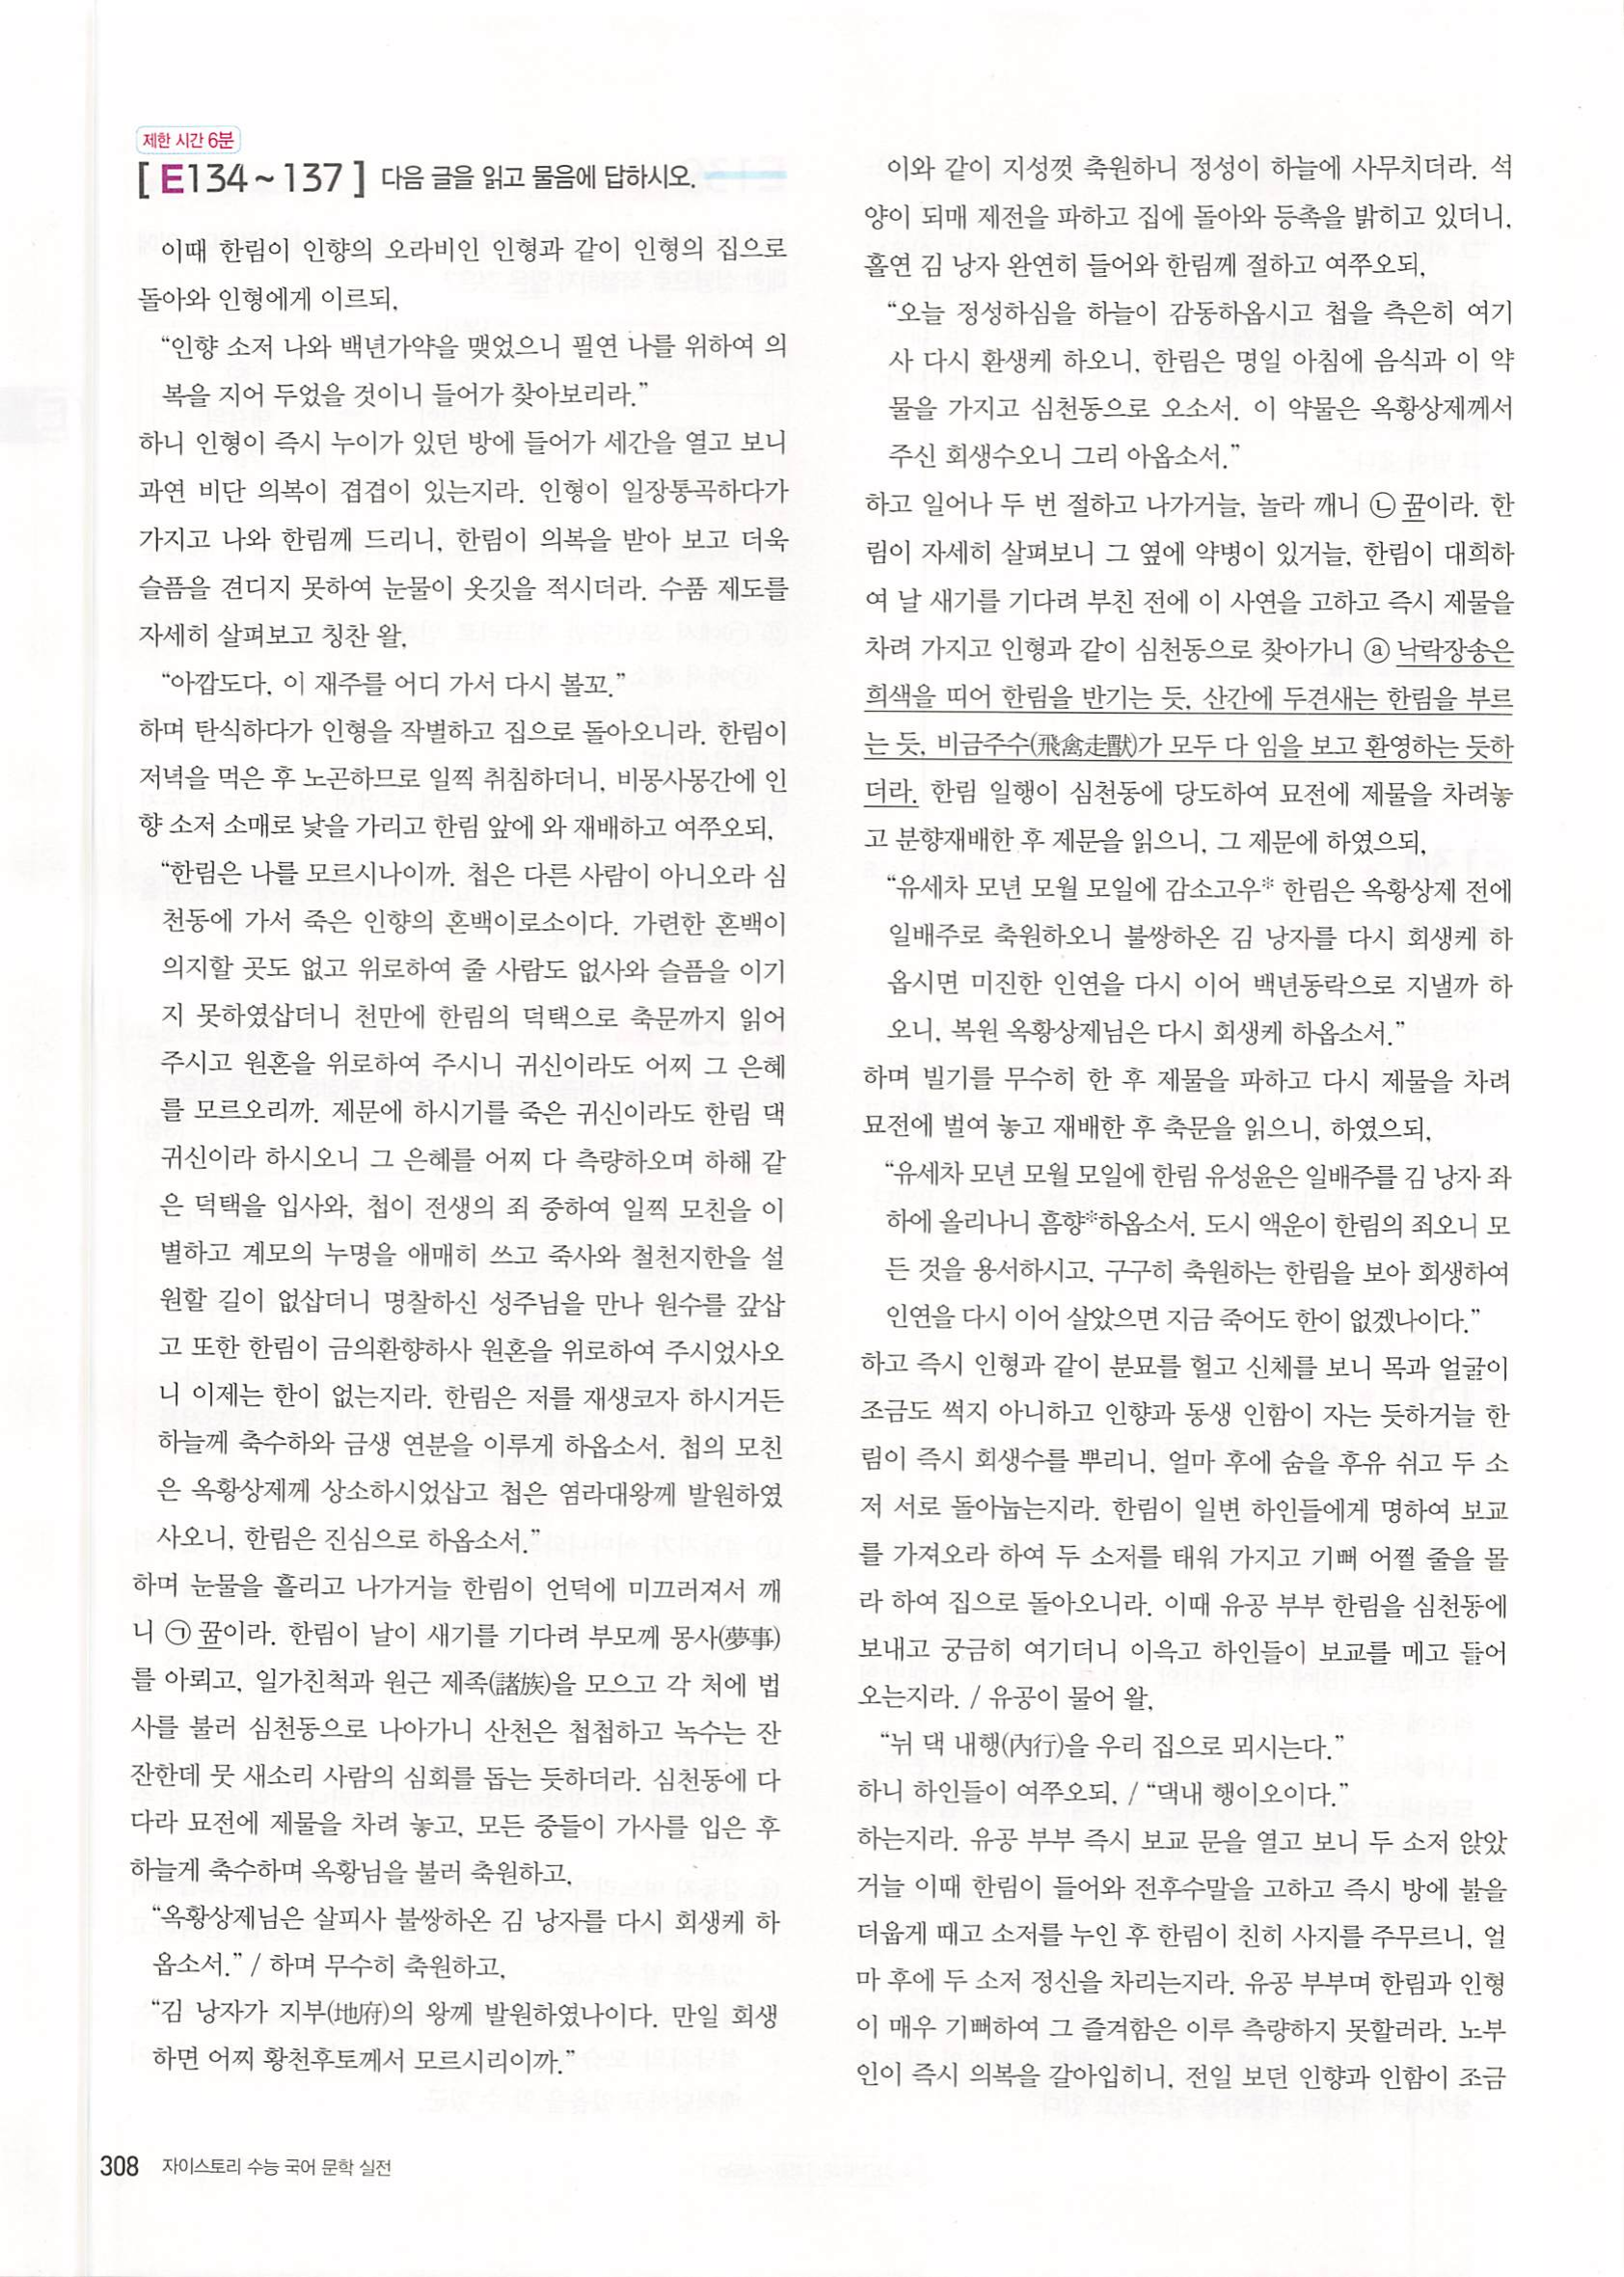 제한 시간 6분
[ E134 ~ 137 ] 다음 글을 읽고 물음에 답하시오.
이때 한림이 인향의 오라비인 인형과 같이 인형의 집으로
돌아와 인형에게 이르되,
“인향 소저 나와 백년가약을 맺었으니 필연 나를 위하여 의
복을 지어 두었을 것이니 들어가 찾아보리라.”
하니 인형이 즉시 누이가 있던 방에 들어가 세간을 열고 보니
과연 비단 의복이 겹겹이 있는지라. 인형이 일장통곡하다가
가지고 나와 한림께 드리니, 한림이 의복을 받아 보고 더욱
슬픔을 견디지 못하여 눈물이 옷깃을 적시더라. 수품 제도를
자세히 살펴보고 칭찬 왈,
“아깝도다, 이 재주를 어디 가서 다시 볼꼬.”
하며 탄식하다가 인형을 작별하고 집으로 돌아오니라. 한림이
저녁을 먹은 후 노곤하므로 일찍 취침하더니, 비몽사몽간에 인
향 소저 소매로 낯을 가리고 한림 앞에 와 재배하고 여쭈오되,
“한림은 나를 모르시나이까. 첩은 다른 사람이 아니오라 심
천동에 가서 죽은 인향의 혼백이로소이다. 가련한 혼백이
의지할 곳도 없고 위로하여 줄 사람도 없사와 슬픔을 이기
지 못하였삽더니 천만에 한림의 덕택으로 축문까지 읽어
주시고 원혼을 위로하여 주시니 귀신이라도 어찌 그 은혜
를 모르오리까. 제문에 하시기를 죽은 귀신이라도 한림 댁
귀신이라 하시오니 그 은혜를 어찌 다 측량하오며 하해 같
은 덕택을 입사와, 첩이 전생의 죄 중하여 일찍 모친을 이
별하고 계모의 누명을 애매히 쓰고 죽사와 철천지한을 설
원할 길이 없삽더니 명찰하신 성주님을 만나 원수를 갚삽
고 또한 한림이 금의환향하사 원혼을 위로하여 주시었사오
니 이제는 한이 없는지라. 한림은 저를 재생코자 하시거든
하늘께 축수하와 금생 연분을 이루게 하옵소서. 첩의 모친
은 옥황상제께 상소하시었삽고 첩은 염라대왕께 발원하였
사오니, 한림은 진심으로 하옵소서.”
하며 눈물을 흘리고 나가거늘 한림이 언덕에 미끄러져서 깨
니 ㉠ 꿈이라. 한림이 날이 새기를 기다려 부모께 몽사(夢事)
를 아뢰고, 일가친척과 원근 제족(諸族)을 모으고 각 처에 법
사를 불러 심천동으로 나아가니 산천은 첩첩하고 녹수는 잔
잔한데 뭇 새소리 사람의 심회를 돕는 듯하더라. 심천동에 다
다라 묘전에 제물을 차려 놓고, 모든 중들이 가사를 입은 후
하늘게 축수하며 옥황님을 불러 축원하고,
“옥황상제님은 살피사 불쌍하온 김 낭자를 다시 회생케 하
옵소서.” / 하며 무수히 축원하고,
“김 낭자가 지부(地府)의 왕께 발원하였나이다. 만일 회생
하면 어찌 황천후토께서 모르시리이까.”
308 자이스토리 수능 국어 문학 실전
이와 같이 지성껏 축원하니 정성이 하늘에 사무치더라. 석
양이 되매 제전을 파하고 집에 돌아와 등촉을 밝히고 있더니,
홀연 김 낭자 완연히 들어와 한림께 절하고 여쭈오되,
“오늘 정성하심을 하늘이 감동하옵시고 첩을 측은히 여기
사 다시 환생케 하오니, 한림은 명일 아침에 음식과 이 약
물을 가지고 심천동으로 오소서. 이 약물은 옥황상제께서
주신 회생수오니 그리 아옵소서.”
하고 일어나 두 번 절하고 나가거늘, 놀라 깨니 ㉡ 꿈이라. 한
림이 자세히 살펴보니 그 옆에 약병이 있거늘, 한림이 대희하
여 날 새기를 기다려 부친 전에 이 사연을 고하고 즉시 제물을
차려 가지고 인형과 같이 심천동으로 찾아가니 ⓐ 낙락장송은
희색을 띠어 한림을 반기는 듯, 산간에 두견새는 한림을 부르
는 듯, 비금주수(飛禽走獸)가 모두 다 임을 보고 환영하는 듯하
더라. 한림 일행이 심천동에 당도하여 묘전에 제물을 차려놓
고 분향재배한 후 제문을 읽으니, 그 제문에 하였으되,
“유세차 모년 모월 모일에 감소고우* 한림은 옥황상제 전에
일배주로 축원하오니 불쌍하온 김 낭자를 다시 회생케 하
옵시면 미진한 인연을 다시 이어 백년동락으로 지낼까 하
오니, 복원 옥황상제님은 다시 회생케 하옵소서.”
하며 빌기를 무수히 한 후 제물을 파하고 다시 제물을 차려
묘전에 벌여 놓고 재배한 후 축문을 읽으니, 하였으되,
“유세차 모년 모월 모일에 한림 유성윤은 일배주를 김 낭자 좌
하에 올리나니 흠향*하옵소서. 도시 액운이 한림의 죄오니 모
든 것을 용서하시고, 구구히 축원하는 한림을 보아 회생하여
인연을 다시 이어 살았으면 지금 죽어도 한이 없겠나이다.”
하고 즉시 인형과 같이 분묘를 헐고 신체를 보니 목과 얼굴이
조금도 썩지 아니하고 인향과 동생 인함이 자는 듯하거늘 한
림이 즉시 회생수를 뿌리니, 얼마 후에 숨을 후유 쉬고 두 소
저 서로 돌아눕는지라. 한림이 일변 하인들에게 명하여 보교
를 가져오라 하여 두 소저를 태워 가지고 기뻐 어쩔 줄을 몰
라 하여 집으로 돌아오니라. 이때 유공 부부 한림을 심천동에
보내고 궁금히 여기더니 이윽고 하인들이 보교를 메고 들어
오는지라. / 유공이 물어 왈,
“뉘 댁 내행(內行)을 우리 집으로 뫼시는다.”
하니 하인들이 여쭈오되, / “댁내 행이오이다.”
하는지라. 유공 부부 즉시 보교 문을 열고 보니 두 소저 앉았
거늘 이때 한림이 들어와 전후수말을 고하고 즉시 방에 불을
더웁게 때고 소저를 누인 후 한림이 친히 사지를 주무르니, 얼
마 후에 두 소저 정신을 차리는지라. 유공 부부며 한림과 인형
이 매우 기뻐하여 그 즐겨함은 이루 측량하지 못할러라. 노부
인이 즉시 의복을 갈아입히니, 전일 보던 인향과 인함이 조금